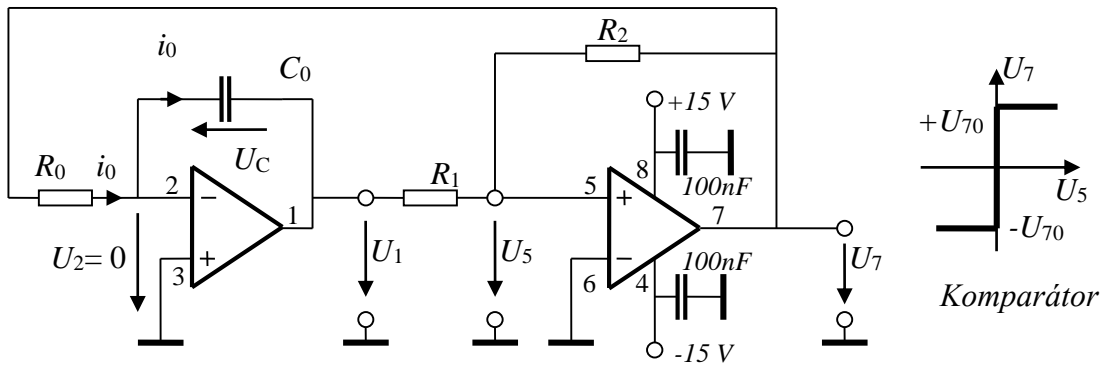 R2
i0
C0
+15 V
U7
+U70
UC
8
100nF
R0
i0
R1
2
−
1
5
+
7
U5
U2= 0
3
+
U1
U5
6
−
4
100nF
U7
-U70
Komparátor
-15 V